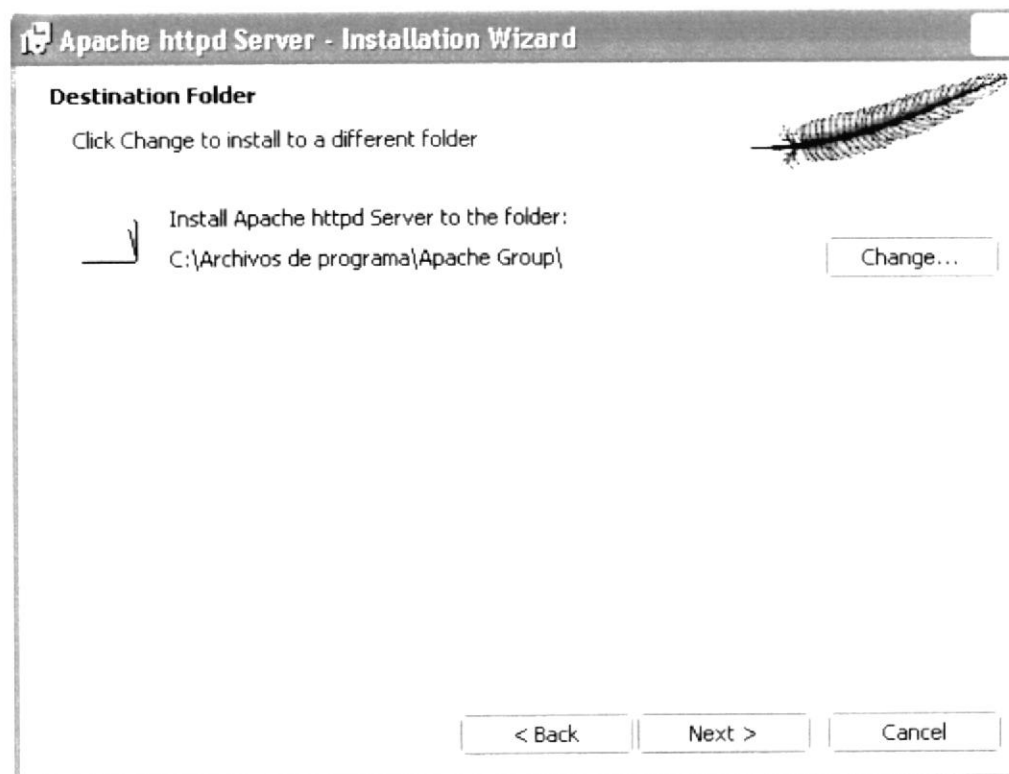 Apache httpd Server - Installation Wizard
Destination Folder
Click Change to install to a different folder
Install Apache httpd Server to the folder:
C:\Archivos de programa\Apache Group\
Change...
< Back
Next >
Cancel